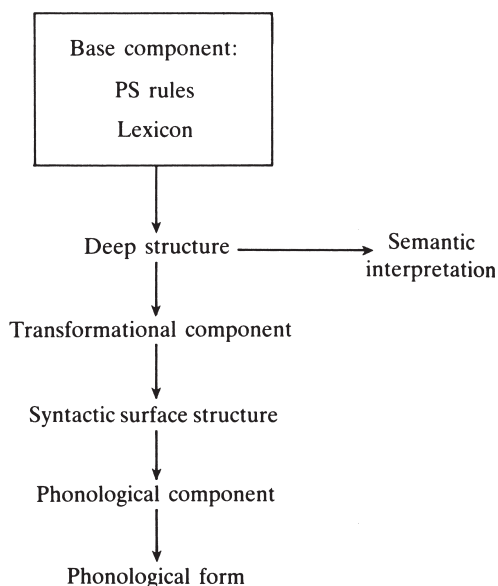 Base component:
PS rules
Lexicon
Deep structure
Semantic
interpretation
Transformational component
Syntactic surface structure
Phonological component
Phonological form